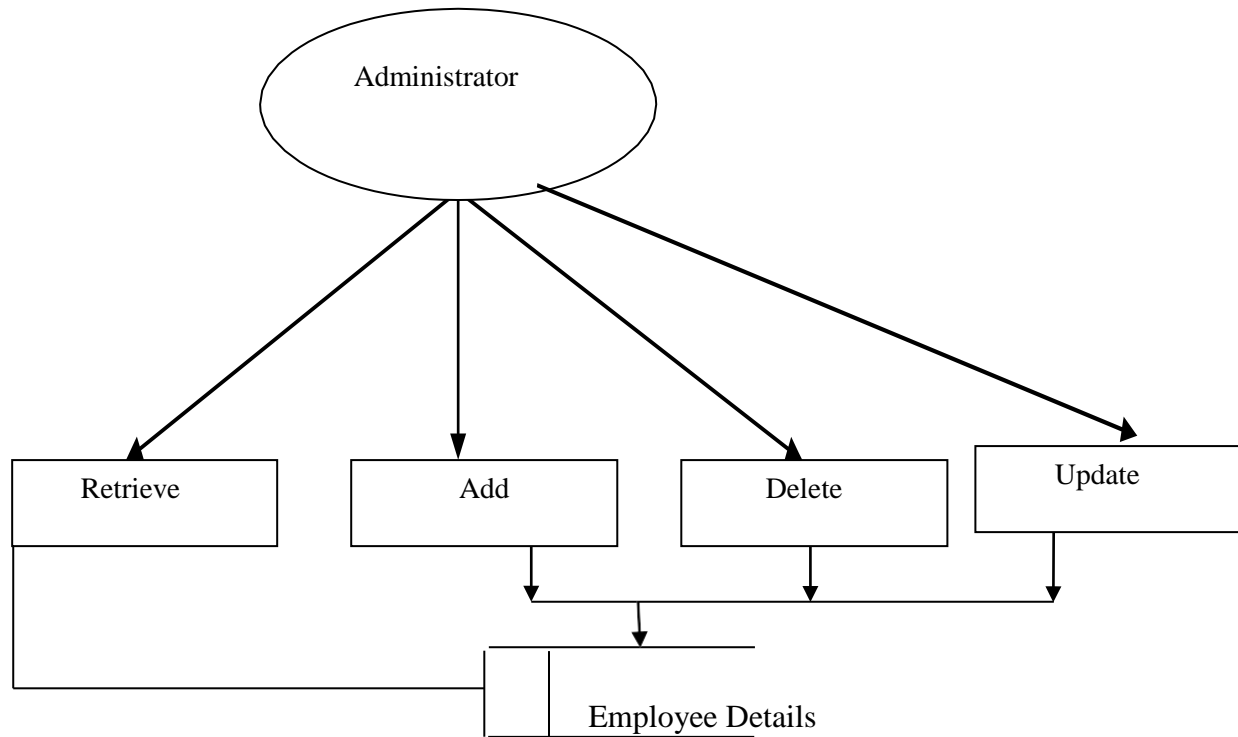 Administrator
Retrieve
Add
Delete
Update
Employee Details